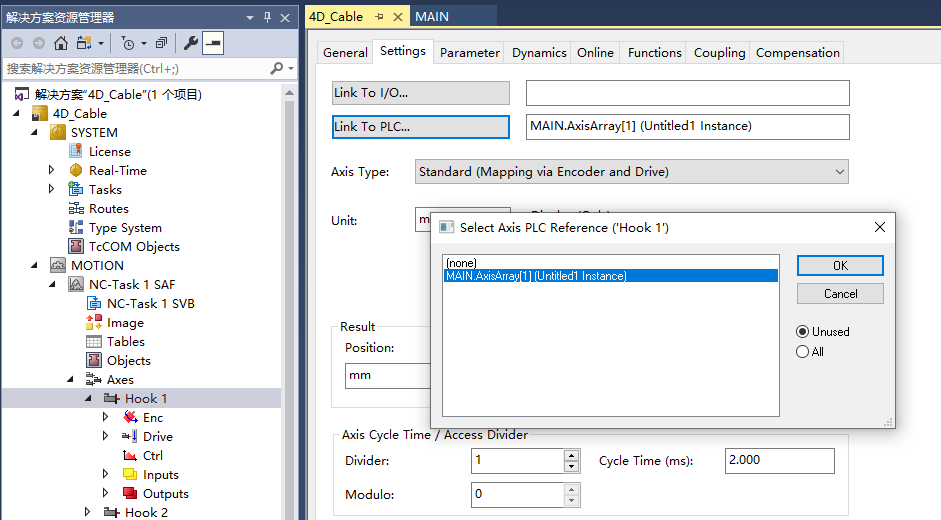 解决方案资源管理器
搜索解决方案资源管理器(Ctrl+;)
解决方案"4D_Cable"(1 个项目)
4D_Cable
SYSTEM
License
Real-Time
Tasks
Routes
Type System
TcCOM Objects
MOTION
NC-Task 1 SAF
NC-Task 1 SVB
Image
Tables
Objects
Axes
Hook 1
Enc
Drive
Ctrl
Inputs
Outputs
Hook 2
4D_Cable MAIN
General Settings Parameter Dynamics Online Functions Coupling Compensation
Link To I/O...
Link To PLC... MAIN.AxisArray[1] (Untitled1 Instance)
Axis Type: Standard (Mapping via Encoder and Drive)
Unit:
Select Axis PLC Reference ('Hook 1')
(none)
MAIN.AxisArray[1] (Untitled1 Instance)
OK
Cancel
Unused
All
Result
Position:
mm
Axis Cycle Time / Access Divider
Divider: 1 Cycle Time (ms): 2.000
Modulo: 0